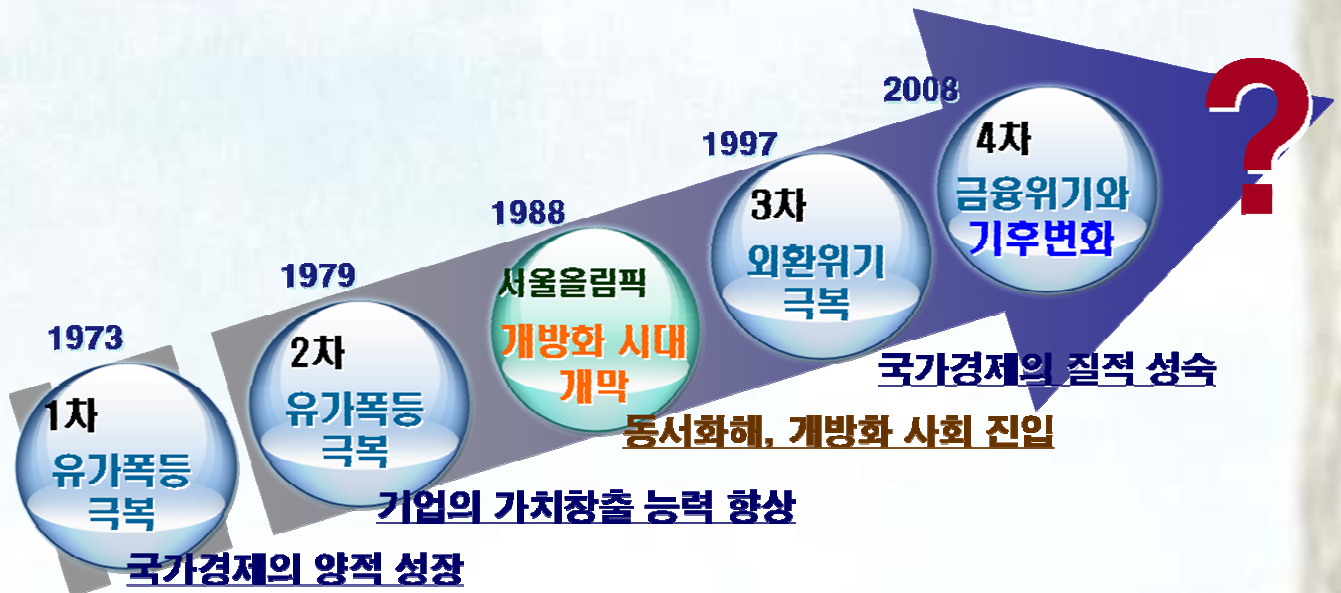 1973
1차
유가폭등
극복
국가경제의 양적 성장
1979
2차
유가폭등
극복
기업의 가치창출 능력 향상
1988
서울올림픽
개방화 시대
개막
동서화해, 개방화 사회 진입
1997
3차
외환위기
극복
국가경제의 질적 성숙
2008
4차
금융위기와
기후변화
?